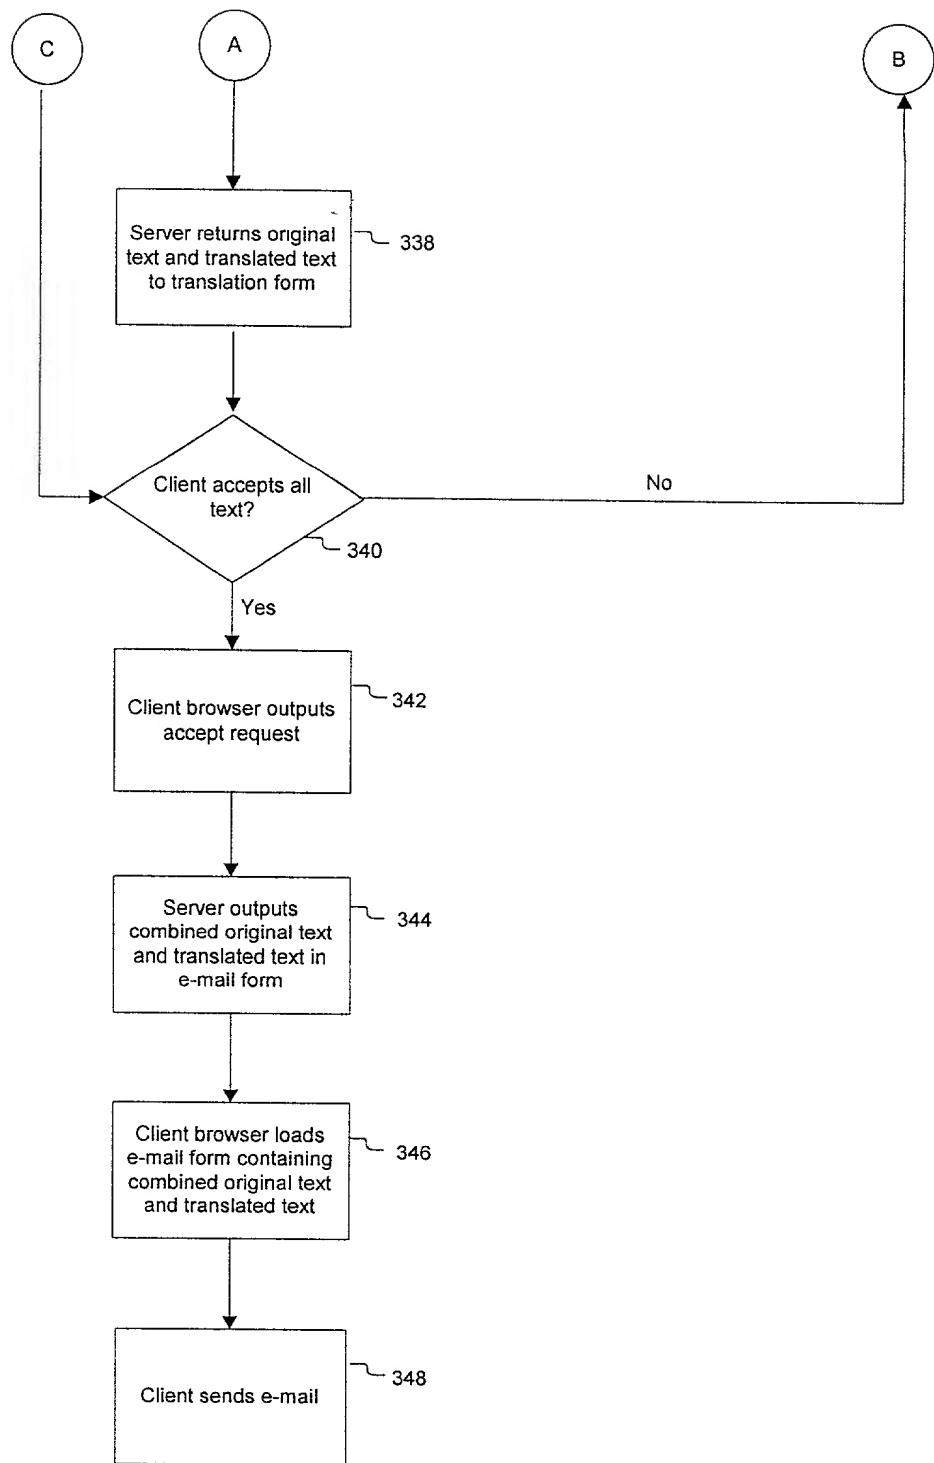 C
A
B
Server returns original
text and translated text
to translation form
338
Client accepts all
text?
No
340
Yes
Client browser outputs
accept request
342
Server outputs
combined original text
and translated text in
e-mail form
344
Client browser loads
e-mail form containing
combined original text
and translated text
346
Client sends e-mail
348